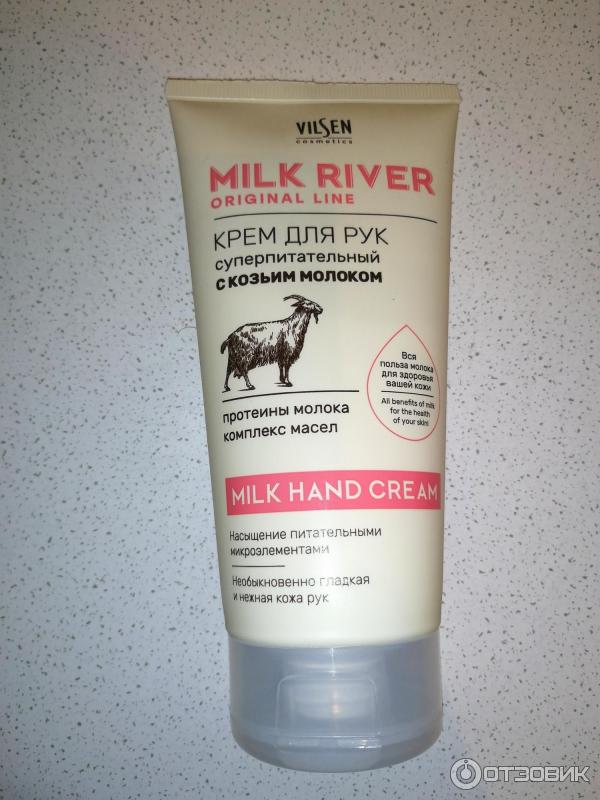 VILSEN
cosmetics
MILK RIVER
ORIGINAL LINE
КРЕМ ДЛЯ РУК
суперпитательный
С КОЗЬИМ МОЛОКОМ
Вся
польза молока
для здоровья
вашей кожи
All benefits of milk
for the health
of your skin!
протеины молока
комплекс масел
MILK HAND CREAM
Насыщение питательными
микроэлементами
Необыкновенно гладкая
и нежная кожа рук
ОТЗОВИК